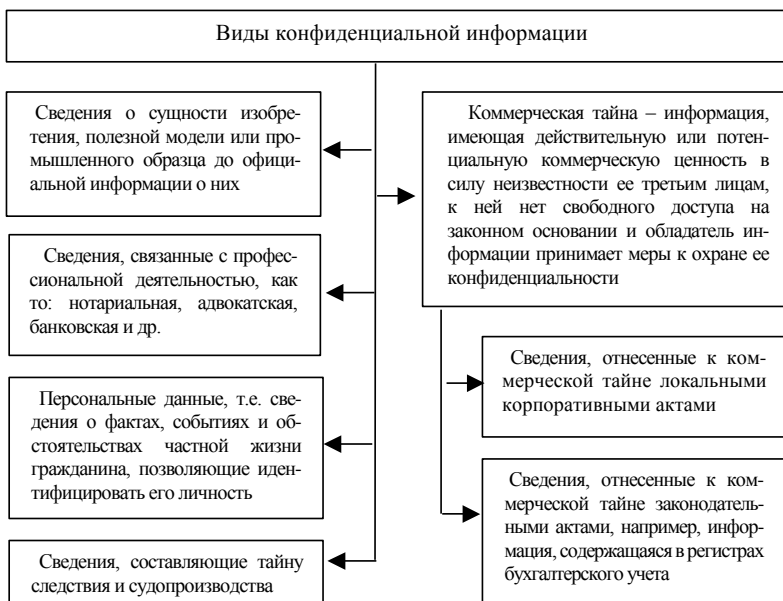 Виды конфиденциальной информации
Сведения о сущности изобре-
тения, полезной модели или про-
мышленного образца до офици-
альной информации о них
Сведения, связанные с профес-
сиональной деятельностью, как
то: нотариальная, адвокатская,
банковская и др.
Персональные данные, т.е. све-
дения о фактах, событиях и об-
стоятельствах частной жизни
гражданина, позволяющие иден-
тифицировать его личность
Сведения, составляющие тайну
следствия и судопроизводства
Коммерческая тайна – информация,
имеющая действительную или потен-
циальную коммерческую ценность в
силу неизвестности ее третьим лицам,
к ней нет свободного доступа на
законном основании и обладатель ин-
формации принимает меры к охране ее
конфиденциальности
Сведения, отнесенные к ком-
мерческой тайне локальными
корпоративными актами
Сведения, отнесенные к ком-
мерческой тайне законодатель-
ными актами, например, инфор-
мация, содержащаяся в регистрах
бухгалтерского учета